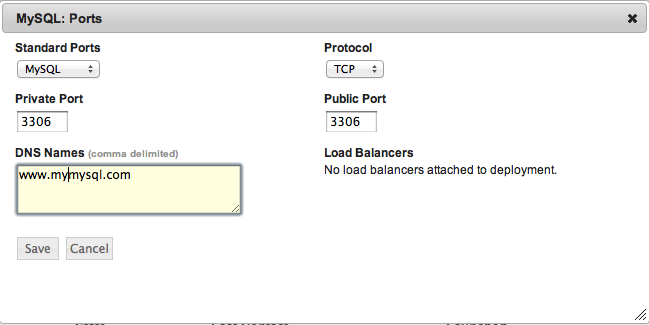 MySQL: Ports
Standard Ports
MySQL
Protocol
TCP
Private Port
3306
Public Port
3306
DNS Names (comma delimited)
www.mymysql.com
Load Balancers
No load balancers attached to deployment.
Save Cancel